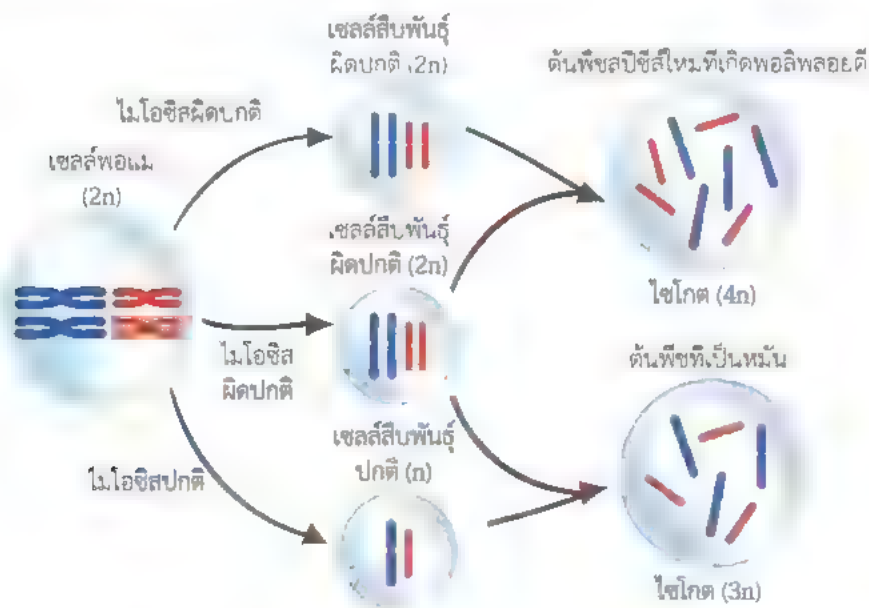 เซลล์สืบพันธุ์
ผิดปกติ (2n)
ต้นพืชสปีชีส์ใหม่ที่เกิดพอลิพลอยดี
ไมโอซิสผิดปกติ
เซลล์พ่อแม่
(2n)
เซลล์สืบพันธุ์
ผิดปกติ (2n)
ไซโกต (4n)
ไมโอซิส
ผิดปกติ
ต้นพืชที่เป็นหมัน
เซลล์สืบพันธุ์
ปกติ (n)
ไมโอซิสปกติ
ไซโกต (3n)